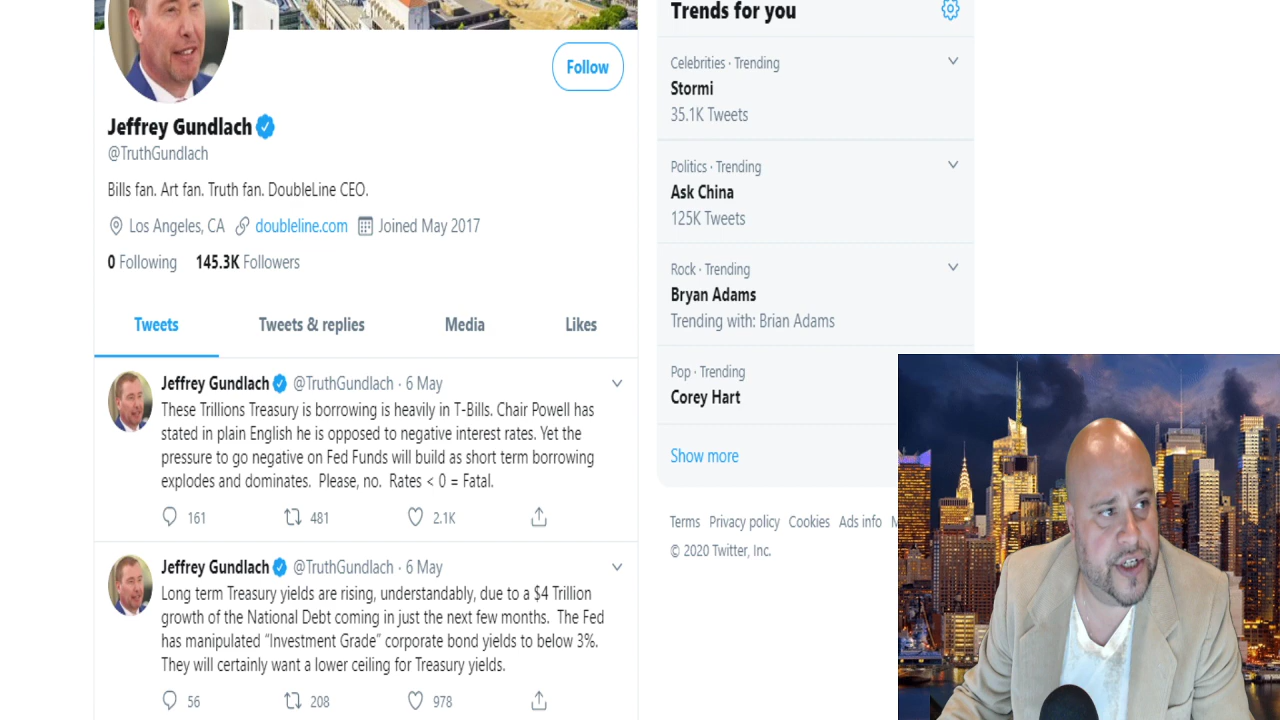 Jeffrey Gundlach
@TruthGundlach
Bills fan. Art fan. Truth fan. DoubleLine CEO.
Los Angeles, CA doubleline.com Joined May 2017
0 Following 145.3K Followers
Follow
Tweets Tweets & replies Media Likes
Jeffrey Gundlach @TruthGundlach · 6 May
These Trillions Treasury is borrowing is heavily in T-Bills. Chair Powell has
stated in plain English he is opposed to negative interest rates. Yet the
pressure to go negative on Fed Funds will build as short term borrowing
explodes and dominates. Please, no. Rates < 0 = Fatal.
161 481 2.1K
Jeffrey Gundlach @TruthGundlach · 6 May
Long term Treasury yields are rising, understandably, due to a $4 Trillion
growth of the National Debt coming in just the next few months. The Fed
has manipulated "Investment Grade" corporate bond yields to below 3%.
They will certainly want a lower ceiling for Treasury yields.
56 208 978
Trends for you
Celebrities · Trending
Stormi
35.1K Tweets
Politics · Trending
Ask China
125K Tweets
Rock · Trending
Bryan Adams
Trending with: Brian Adams
Pop · Trending
Corey Hart
Show more
Terms Privacy policy Cookies Ads info
© 2020 Twitter, Inc.